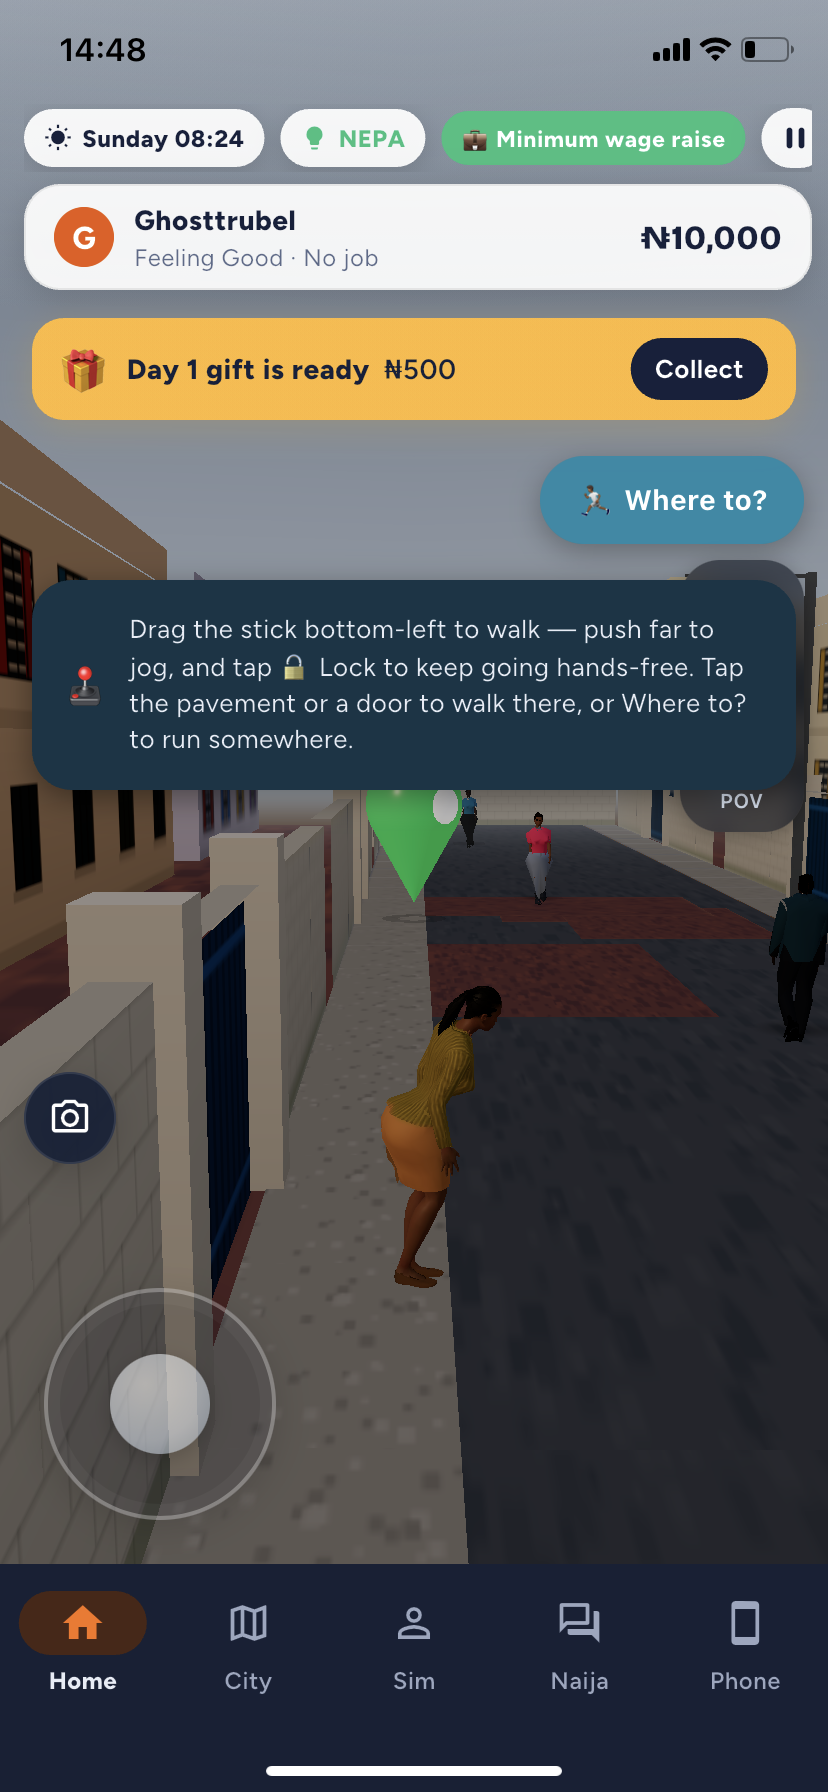 14:48
Sunday 08:24
NEPA
Minimum wage raise
G
Ghosttrubel
Feeling Good · No job
₦10,000
Day 1 gift is ready ₦500
Collect
Where to?
Drag the stick bottom-left to walk — push far to
jog, and tap 🔒 Lock to keep going hands-free. Tap
the pavement or a door to walk there, or Where to?
to run somewhere.
POV
Home
City
Sim
Naija
Phone